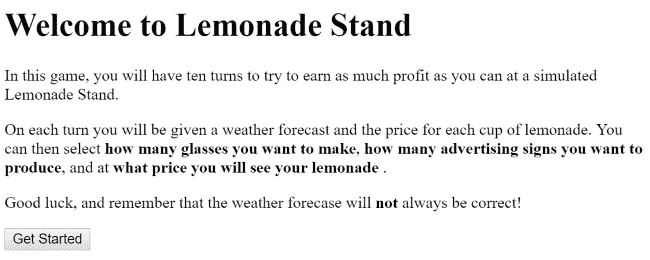 Welcome to Lemonade Stand
In this game, you will have ten turns to try to earn as much profit as you can at a simulated
Lemonade Stand.
On each turn you will be given a weather forecast and the price for each cup of lemonade. You
can then select how many glasses you want to make, how many advertising signs you want to
produce, and at what price you will see your lemonade .
Good luck, and remember that the weather forecase will not always be correct!
Get Started